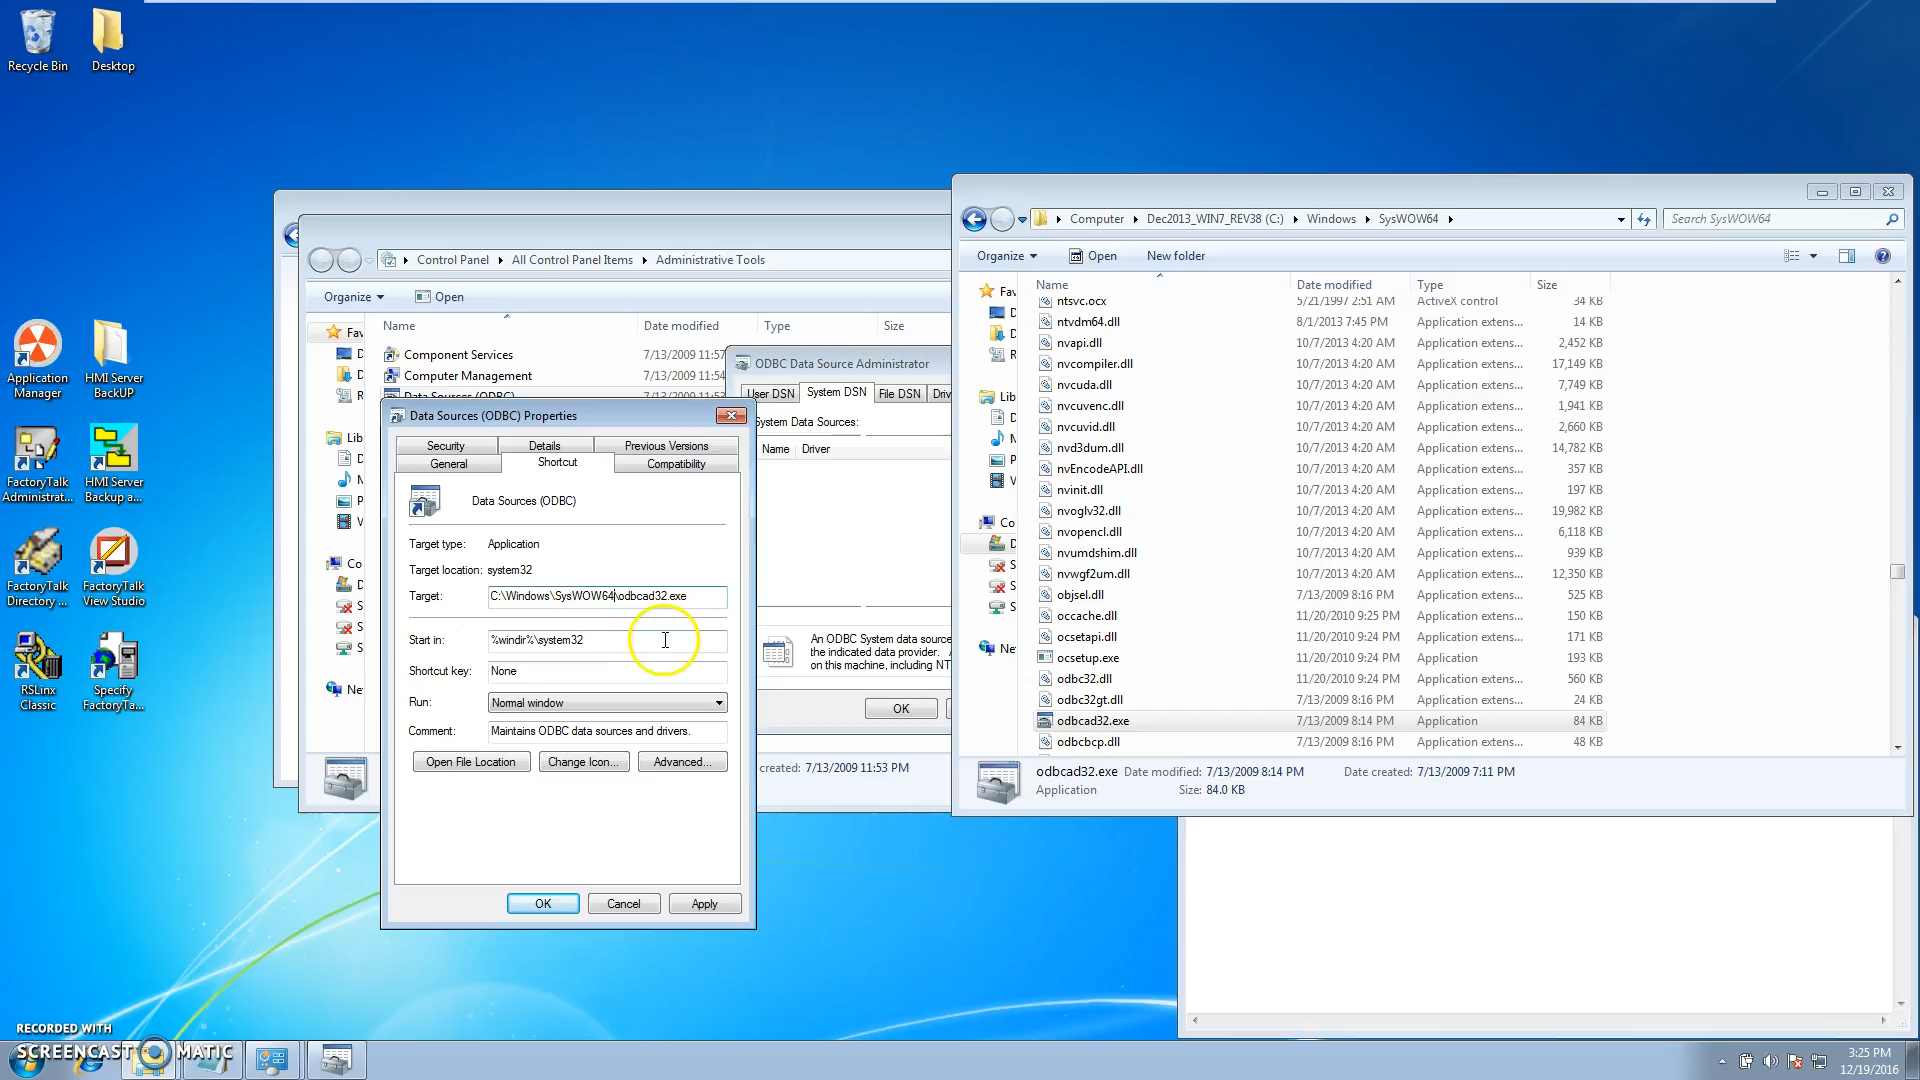 Recycle Bin
Desktop
Application Manager
HMI Server BackUP
FactoryTalk Administrat...
HMI Server Backup a...
FactoryTalk Directory ...
FactoryTalk View Studio
RSLinx Classic
Specify FactoryTa...
Control Panel
All Control Panel Items
Administrative Tools
Organize
Open
Name
Date modified
Type
Size
Fav
Component Services
7/13/2009 11:57
Computer Management
7/13/2009 11:54
Data Sources (ODBC)
Lib
Co
Ne
created: 7/13/2009 11:53 PM
ODBC Data Source Administrator
User DSN
System DSN
File DSN
Driv
System Data Sources:
Name
Driver
An ODBC System data source
the indicated data provider. A
on this machine, including NT
OK
Data Sources (ODBC) Properties
Security
Details
Previous Versions
General
Shortcut
Compatibility
Data Sources (ODBC)
Target type: Application
Target location: system32
Target: C:\Windows\SysWOW64\odbcad32.exe
Start in: %windir%\system32
Shortcut key: None
Run: Normal window
Comment: Maintains ODBC data sources and drivers.
Open File Location
Change Icon...
Advanced...
OK
Cancel
Apply
Computer
Dec2013_WIN7_REV38 (C:)
Windows
SysWOW64
Search SysWOW64
Organize
Open
New folder
Name Date modified Type Size
ntsvc.ocx 5/21/1997 2:51 AM ActiveX control 34 KB
ntvdm64.dll 8/1/2013 7:45 PM Application extens... 14 KB
nvapi.dll 10/7/2013 4:20 AM Application extens... 2,452 KB
nvcompiler.dll 10/7/2013 4:20 AM Application extens... 17,149 KB
nvcuda.dll 10/7/2013 4:20 AM Application extens... 7,749 KB
nvcuvenc.dll 10/7/2013 4:20 AM Application extens... 1,941 KB
nvcuvid.dll 10/7/2013 4:20 AM Application extens... 2,660 KB
nvd3dum.dll 10/7/2013 4:20 AM Application extens... 14,782 KB
nvEncodeAPI.dll 10/7/2013 4:20 AM Application extens... 357 KB
nvinit.dll 10/7/2013 4:20 AM Application extens... 197 KB
nvoglv32.dll 10/7/2013 4:20 AM Application extens... 19,982 KB
nvopencl.dll 10/7/2013 4:20 AM Application extens... 6,118 KB
nvumdshim.dll 10/7/2013 4:20 AM Application extens... 939 KB
nvwgf2um.dll 10/7/2013 4:20 AM Application extens... 12,350 KB
objsel.dll 7/13/2009 8:16 PM Application extens... 525 KB
occache.dll 11/20/2010 9:25 PM Application extens... 150 KB
ocsetapi.dll 11/20/2010 9:24 PM Application extens... 171 KB
ocsetup.exe 11/20/2010 9:24 PM Application 193 KB
odbc32.dll 11/20/2010 9:24 PM Application extens... 560 KB
odbc32gt.dll 7/13/2009 8:16 PM Application extens... 24 KB
odbcad32.exe 7/13/2009 8:14 PM Application 84 KB
odbcbcp.dll 7/13/2009 8:16 PM Application extens... 48 KB
Fav
Lib
Co
Ne
odbcad32.exe Date modified: 7/13/2009 8:14 PM Date created: 7/13/2009 7:11 PM
Application Size: 84.0 KB
RECORDED WITH
SCREENCAST MATIC
3:25 PM
12/19/2016